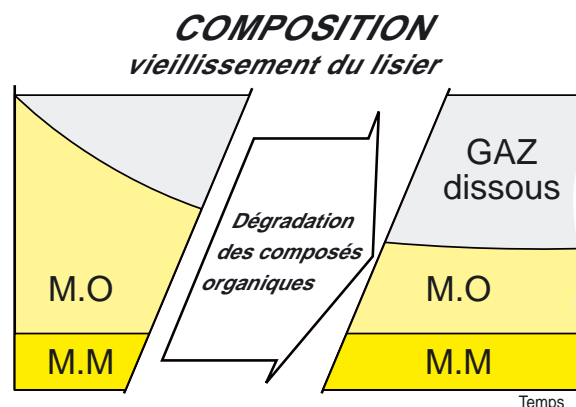 COMPOSITION
vieillissement du lisier
GAZ
dissous
Dégradation
des composés
organiques
M.O
M.O
M.M
M.M
Temps